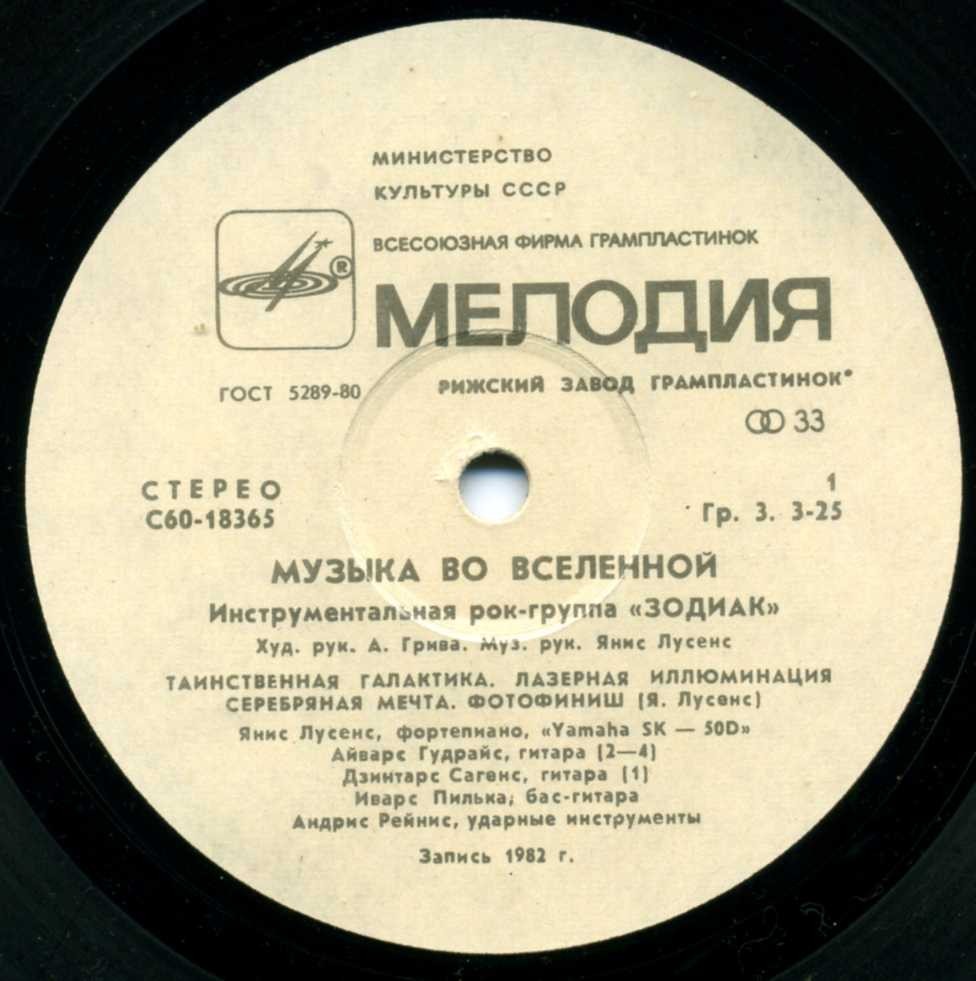 МИНИСТЕРСТВО
КУЛЬТУРЫ СССР
ВСЕСОЮЗНАЯ ФИРМА ГРАМПЛАСТИНОК
®
МЕЛОДИЯ
ГОСТ 5289-80
РИЖСКИЙ ЗАВОД ГРАМПЛАСТИНОК
33
СТЕРЕО
С60-18365
1
Гр. 3. 3-25
МУЗЫКА ВО ВСЕЛЕННОЙ
Инструментальная рок-группа «ЗОДИАК»
Худ. рук. А. Грива. Муз. рук. Янис Лусенс
ТАИНСТВЕННАЯ ГАЛАКТИКА. ЛАЗЕРНАЯ ИЛЛЮМИНАЦИЯ
СЕРЕБРЯНАЯ МЕЧТА. ФОТОФИНИШ (Я. Лусенс)
Янис Лусенс, фортепиано, «Yamaha SK — 50D»
Айварс Гудрайс, гитара (2—4)
Дзинтарс Сагенс, гитара (1)
Иварс Пилька, бас-гитара
Андрис Рейнис, ударные инструменты
Запись 1982 г.